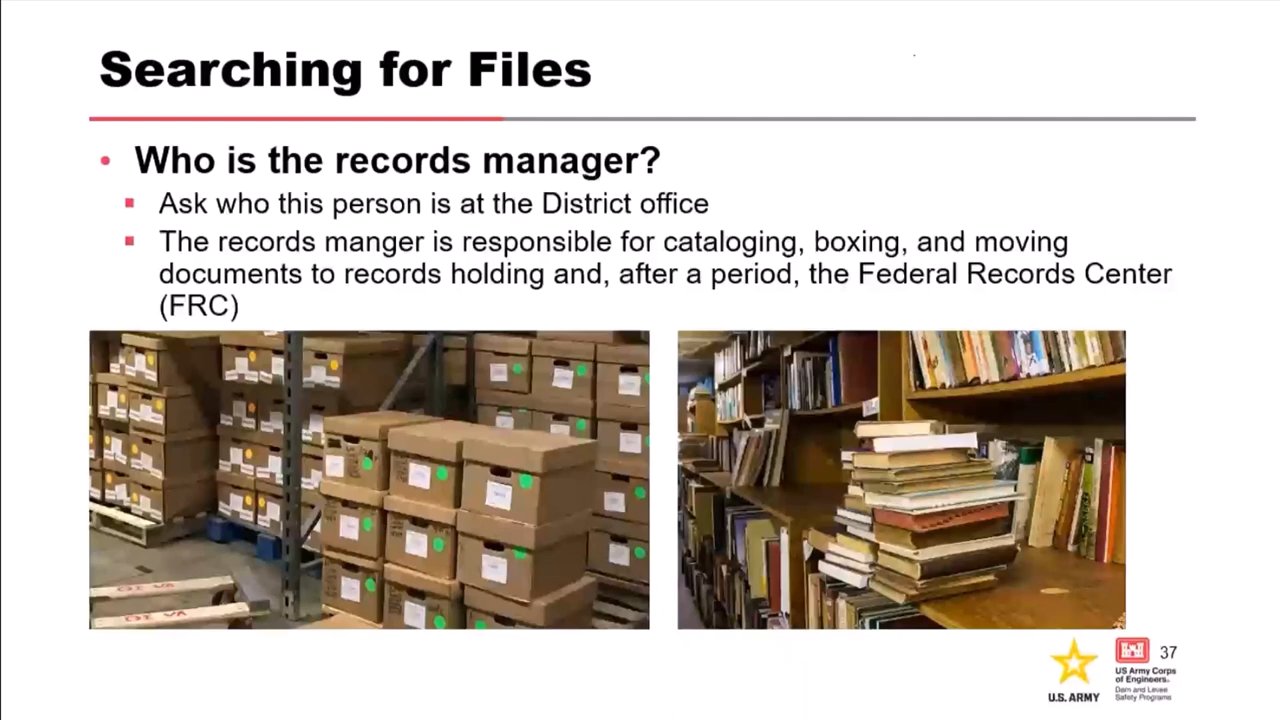 Searching for Files
• Who is the records manager?
▪ Ask who this person is at the District office
▪ The records manger is responsible for cataloging, boxing, and moving
documents to records holding and, after a period, the Federal Records Center
(FRC)
U.S. ARMY
US Army Corps
of Engineers.
Dam and Levee
Safety Programs
37